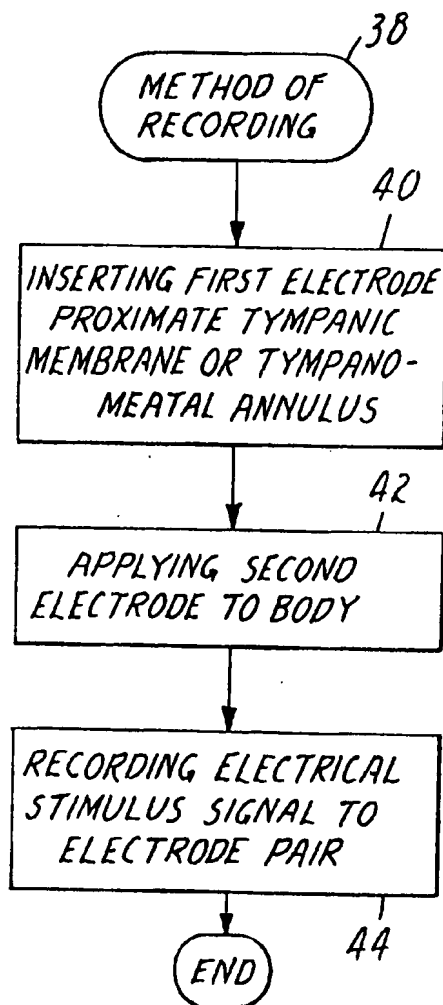 38
METHOD OF
RECORDING
40
INSERTING FIRST ELECTRODE
PROXIMATE TYMPANIC
MEMBRANE OR TYMPANO-
MEATAL ANNULUS
42
APPLYING SECOND
ELECTRODE TO BODY
RECORDING ELECTRICAL
STIMULUS SIGNAL TO
ELECTRODE PAIR
44
END